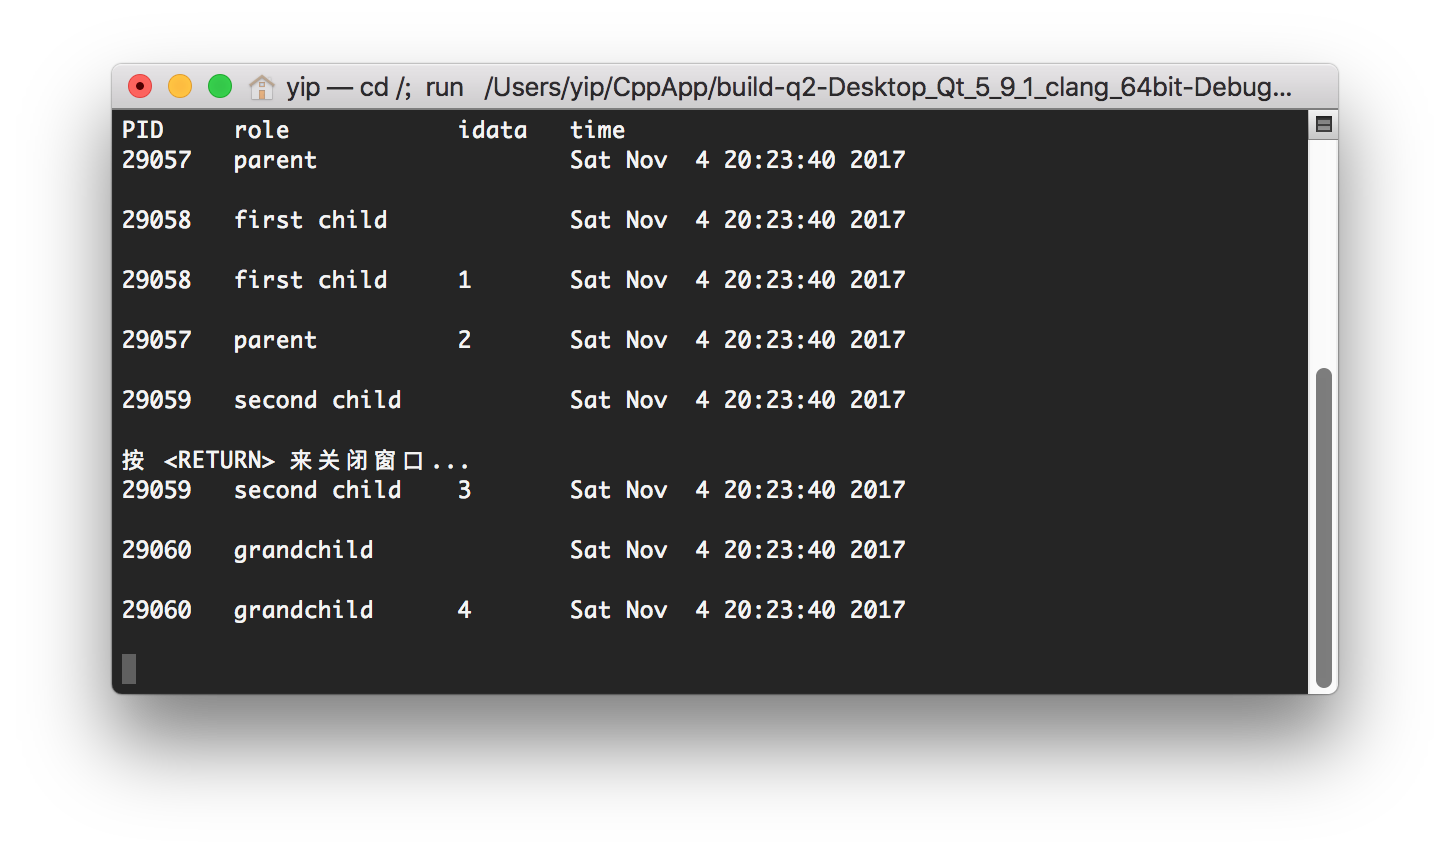 yip — cd /; run /Users/yip/CppApp/build-q2-Desktop_Qt_5_9_1_clang_64bit-Debug...
PID role idata time
29057 parent Sat Nov 4 20:23:40 2017
29058 first child Sat Nov 4 20:23:40 2017
29058 first child 1 Sat Nov 4 20:23:40 2017
29057 parent 2 Sat Nov 4 20:23:40 2017
29059 second child Sat Nov 4 20:23:40 2017
按 <RETURN> 来关闭窗口...
29059 second child 3 Sat Nov 4 20:23:40 2017
29060 grandchild Sat Nov 4 20:23:40 2017
29060 grandchild 4 Sat Nov 4 20:23:40 2017